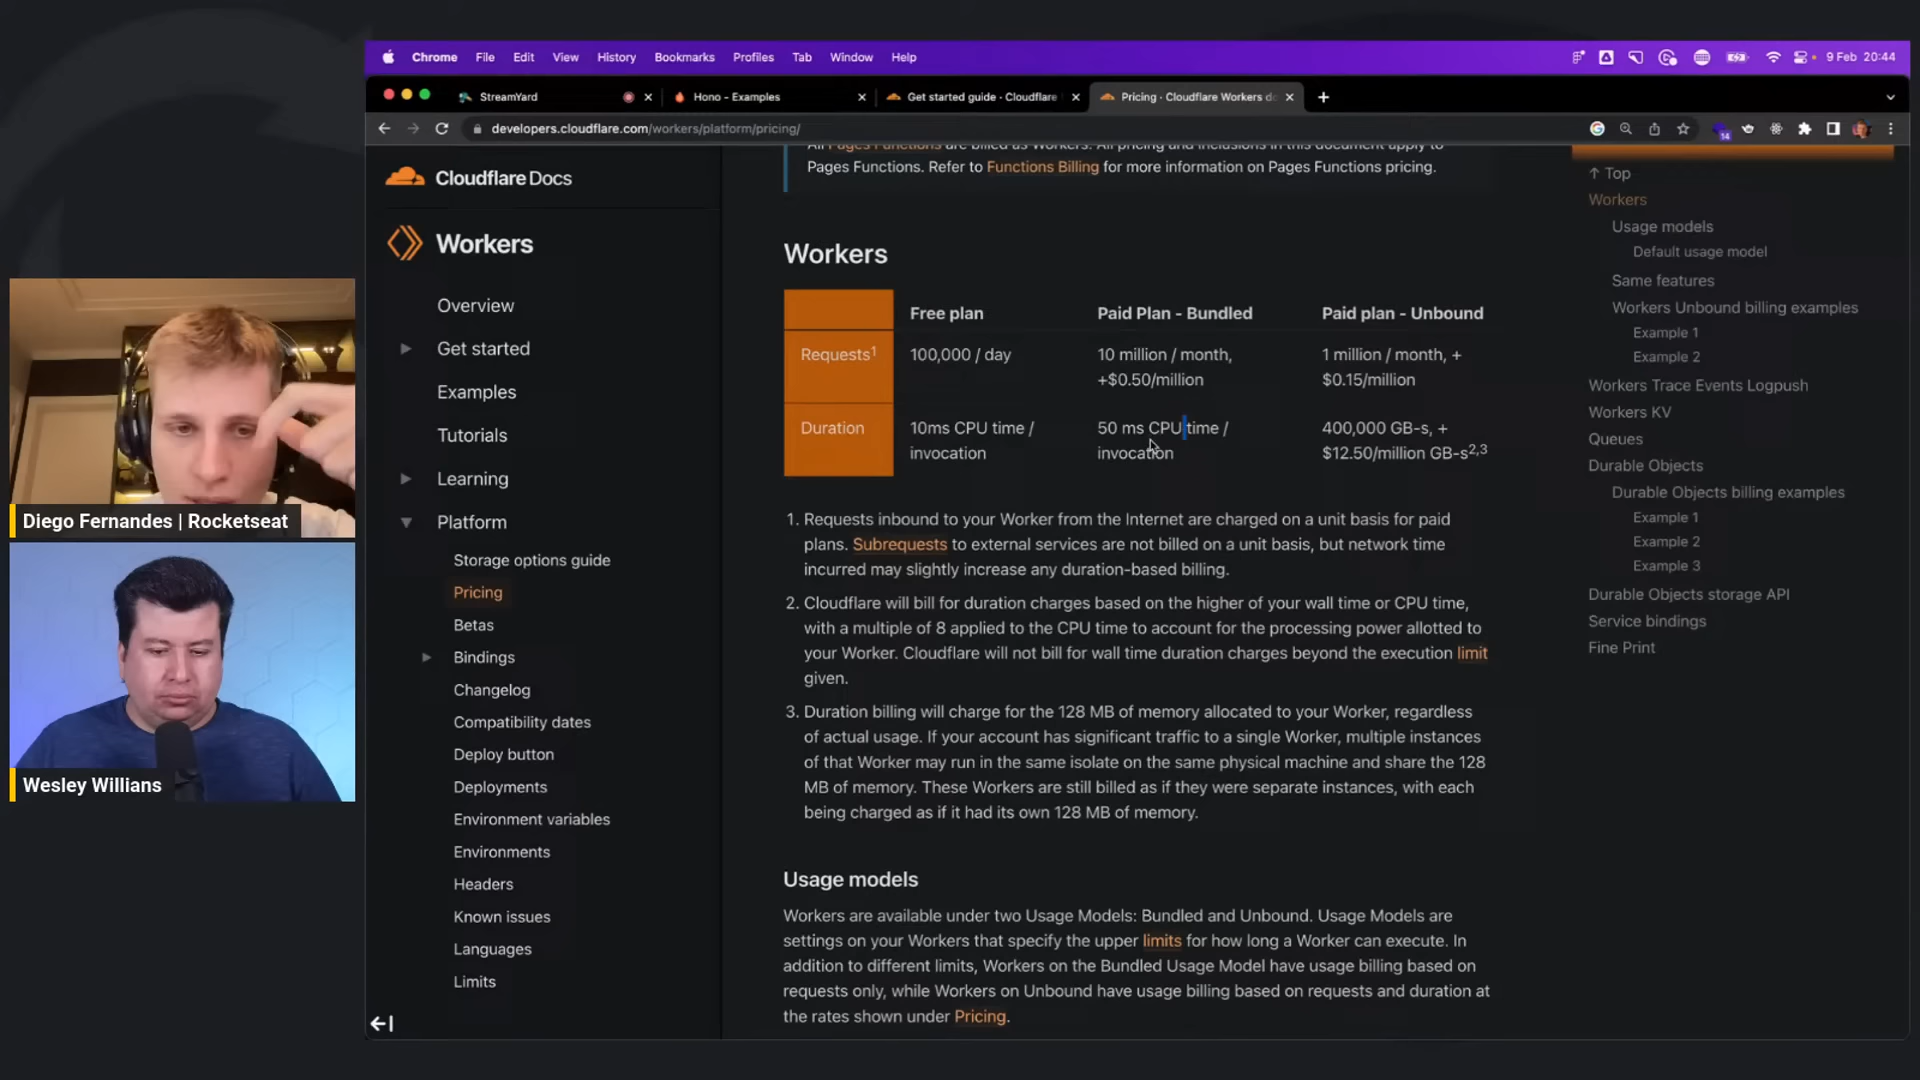 Chrome File Edit View History Bookmarks Profiles Tab Window Help 9 Feb 20:44
StreamYard
Hono - Examples
Get started guide · Cloudflare
Pricing · Cloudflare Workers do
developers.cloudflare.com/workers/platform/pricing/
14
Cloudflare Docs
Workers
Overview
Get started
Examples
Tutorials
Learning
Platform
Storage options guide
Pricing
Betas
Bindings
Changelog
Compatibility dates
Deploy button
Deployments
Environment variables
Environments
Headers
Known issues
Languages
Limits
All Pages Functions are billed as Workers. All pricing and inclusions in this document apply to
Pages Functions. Refer to Functions Billing for more information on Pages Functions pricing.
Workers
Free plan Paid Plan - Bundled Paid plan - Unbound
Requests1 100,000 / day 10 million / month, 1 million / month, +
+$0.50/million $0.15/million
Duration 10ms CPU time / 50 ms CPU time / 400,000 GB-s, +
invocation invocation $12.50/million GB-s2,3
1. Requests inbound to your Worker from the Internet are charged on a unit basis for paid
plans. Subrequests to external services are not billed on a unit basis, but network time
incurred may slightly increase any duration-based billing.
2. Cloudflare will bill for duration charges based on the higher of your wall time or CPU time,
with a multiple of 8 applied to the CPU time to account for the processing power allotted to
your Worker. Cloudflare will not bill for wall time duration charges beyond the execution limit
given.
3. Duration billing will charge for the 128 MB of memory allocated to your Worker, regardless
of actual usage. If your account has significant traffic to a single Worker, multiple instances
of that Worker may run in the same isolate on the same physical machine and share the 128
MB of memory. These Workers are still billed as if they were separate instances, with each
being charged as if it had its own 128 MB of memory.
Usage models
Workers are available under two Usage Models: Bundled and Unbound. Usage Models are
settings on your Workers that specify the upper limits for how long a Worker can execute. In
addition to different limits, Workers on the Bundled Usage Model have usage billing based on
requests only, while Workers on Unbound have usage billing based on requests and duration at
the rates shown under Pricing.
↑ Top
Workers
Usage models
Default usage model
Same features
Workers Unbound billing examples
Example 1
Example 2
Workers Trace Events Logpush
Workers KV
Queues
Durable Objects
Durable Objects billing examples
Example 1
Example 2
Example 3
Durable Objects storage API
Service bindings
Fine Print
Diego Fernandes | Rocketseat
Wesley Willians